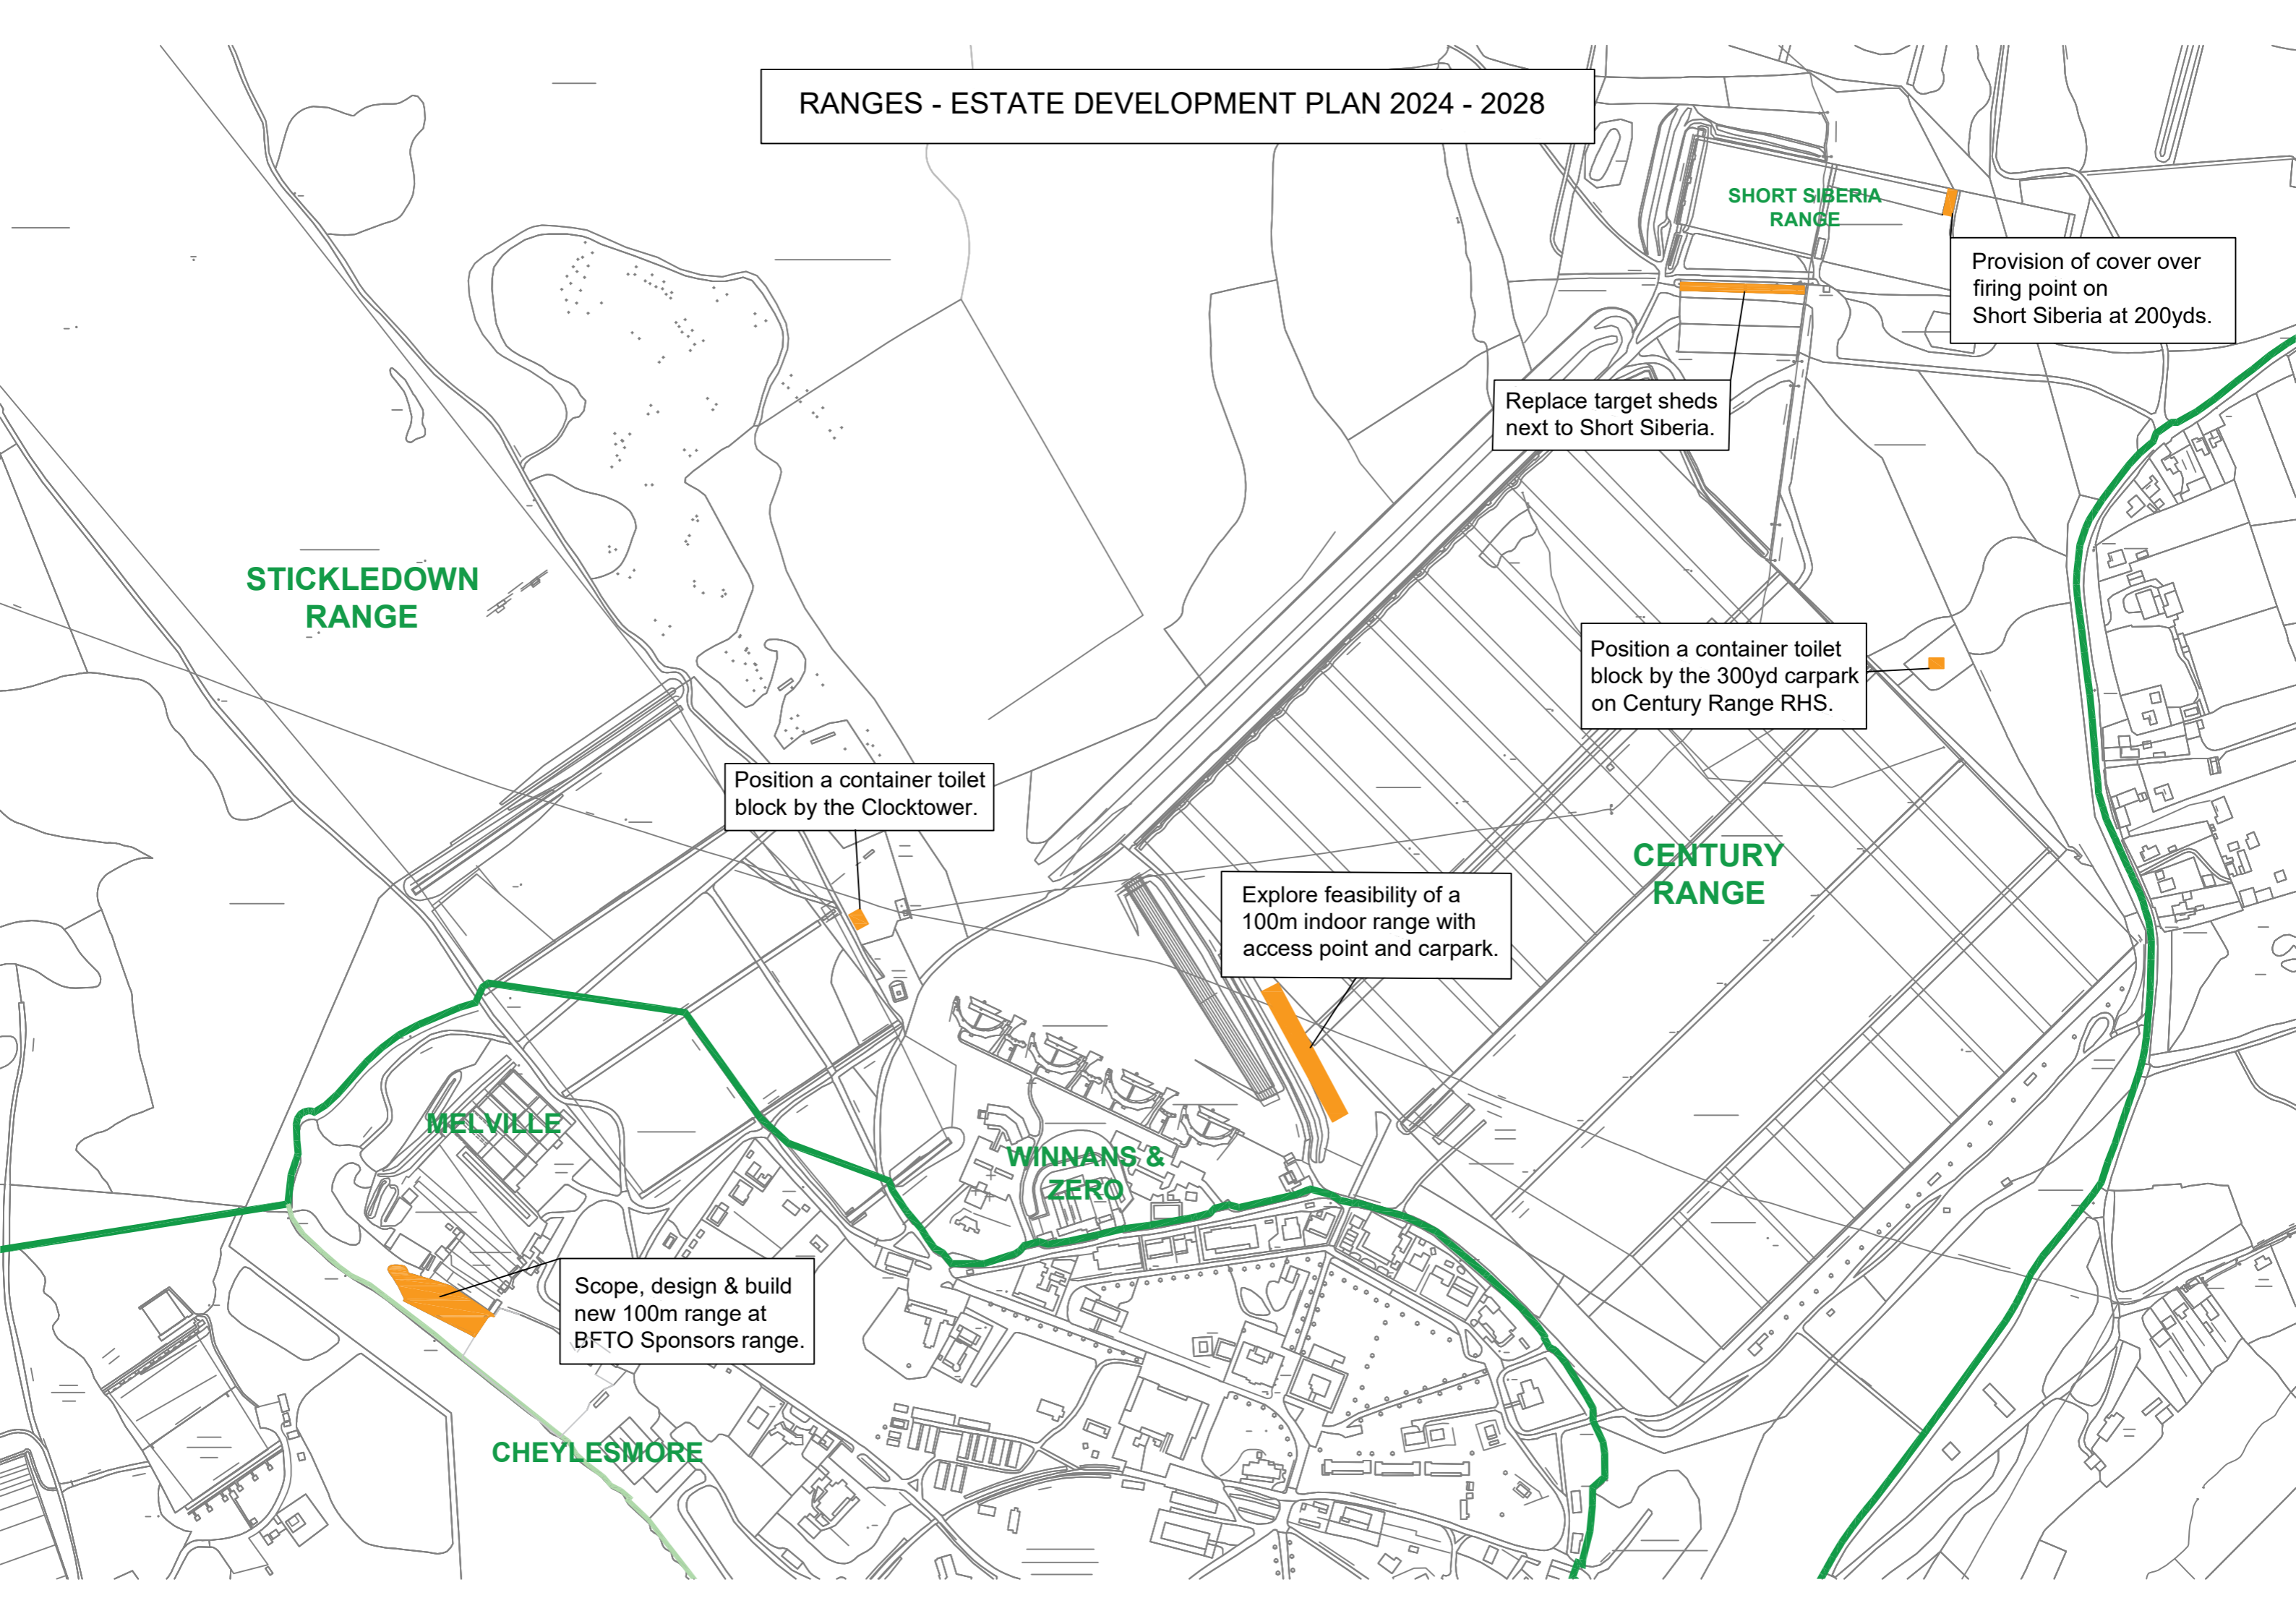 RANGES - ESTATE DEVELOPMENT PLAN 2024 - 2028
SHORT SIBERIA
RANGE
Provision of cover over
firing point on
Short Siberia at 200yds.
Replace target sheds
next to Short Siberia.
STICKLEDOWN
RANGE
Position a container toilet
block by the 300yd carpark
on Century Range RHS.
Position a container toilet
block by the Clocktower.
CENTURY
RANGE
Explore feasibility of a
100m indoor range with
access point and carpark.
MELVILLE
WINNANS &
ZERO
Scope, design & build
new 100m range at
BFTO Sponsors range.
CHEYLESMORE